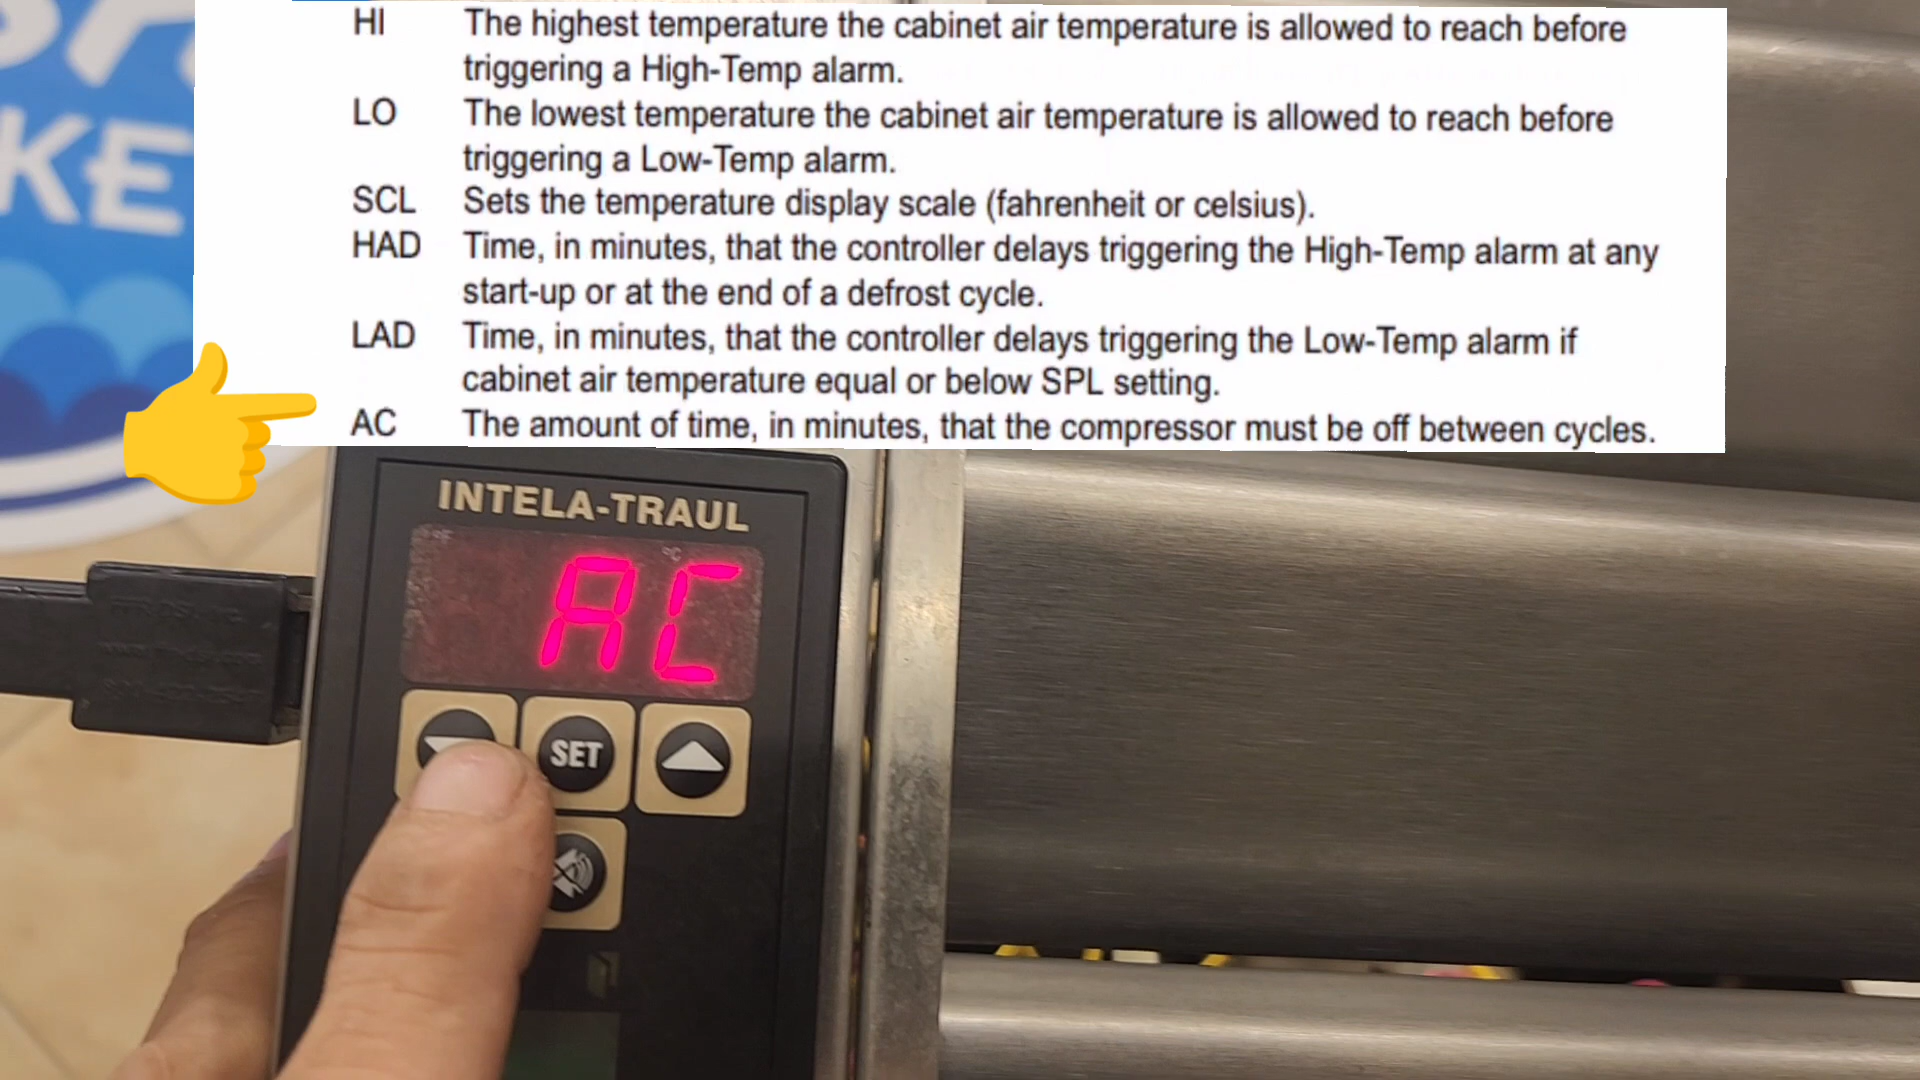 KE
HI The highest temperature the cabinet air temperature is allowed to reach before
triggering a High-Temp alarm.
LO The lowest temperature the cabinet air temperature is allowed to reach before
triggering a Low-Temp alarm.
SCL Sets the temperature display scale (fahrenheit or celsius).
HAD Time, in minutes, that the controller delays triggering the High-Temp alarm at any
start-up or at the end of a defrost cycle.
LAD Time, in minutes, that the controller delays triggering the Low-Temp alarm if
cabinet air temperature equal or below SPL setting.
AC The amount of time, in minutes, that the compressor must be off between cycles.
INTELA-TRAUL
°F °C
AC
SET